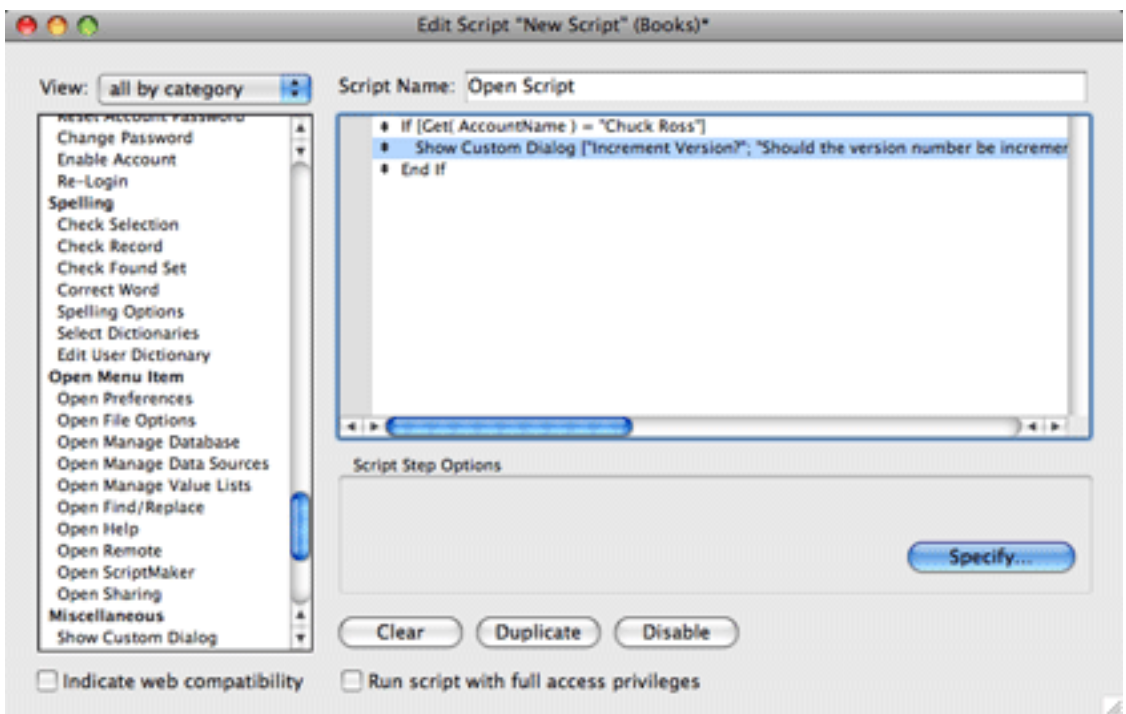 Edit Script "New Script" (Books)*
View: all by category
Script Name: Open Script
Reset Account Password
Change Password
Enable Account
Re-Login
Spelling
Check Selection
Check Record
Check Found Set
Correct Word
Spelling Options
Select Dictionaries
Edit User Dictionary
Open Menu Item
Open Preferences
Open File Options
Open Manage Database
Open Manage Data Sources
Open Manage Value Lists
Open Find/Replace
Open Help
Open Remote
Open ScriptMaker
Open Sharing
Miscellaneous
Show Custom Dialog
If [Get( AccountName ) = "Chuck Ross"]
Show Custom Dialog ["Increment Version?"; "Should the version number be incremen
End If
Script Step Options
Specify...
Clear
Duplicate
Disable
Indicate web compatibility
Run script with full access privileges